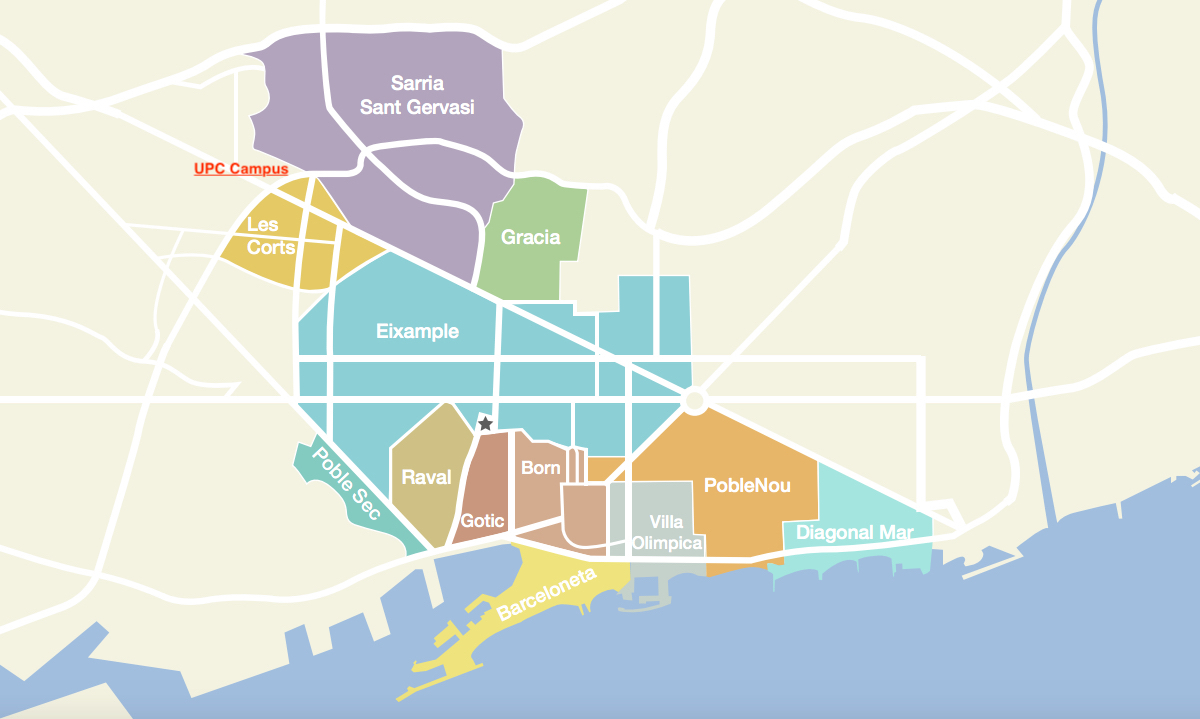 Sarria
Sant Gervasi
UPC Campus
Les
Corts
Gracia
Eixample
Poble Sec
Raval
Born
Gotic
PobleNou
Villa
Olimpica
Diagonal Mar
Barceloneta